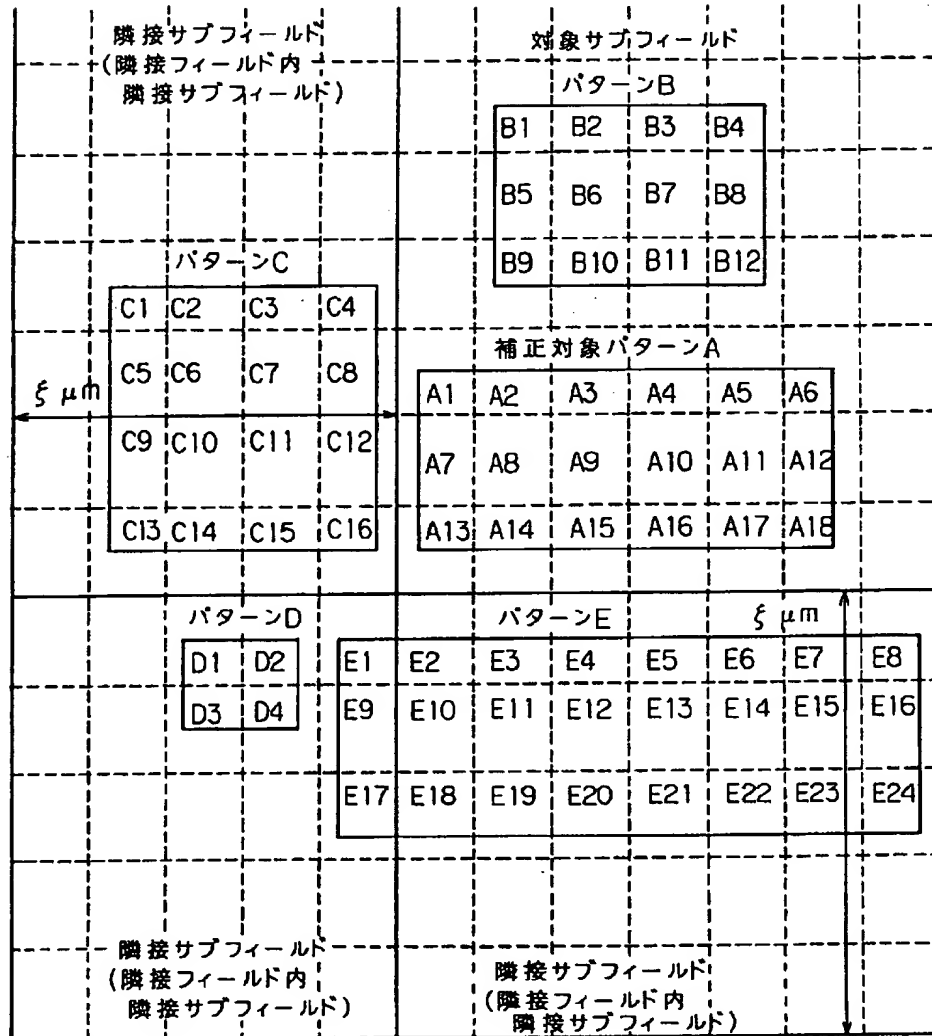 隣接サブフィールド
(隣接フィールド内
隣接サブフィールド)
対象サブフィールド
パターンB
B1 B2 B3 B4
B5 B6 B7 B8
B9 B10 B11 B12
パターンC
C1 C2 C3 C4
C5 C6 C7 C8
C9 C10 C11 C12
C13 C14 C15 C16
ξ μm
補正対象パターンA
A1 A2 A3 A4 A5 A6
A7 A8 A9 A10 A11 A12
A13 A14 A15 A16 A17 A18
パターンD
D1 D2
D3 D4
パターンE
ξ μm
E1 E2 E3 E4 E5 E6 E7 E8
E9 E10 E11 E12 E13 E14 E15 E16
E17 E18 E19 E20 E21 E22 E23 E24
隣接サブフィールド
(隣接フィールド内
隣接サブフィールド)
隣接サブフィールド
(隣接フィールド内
隣接サブフィールド)